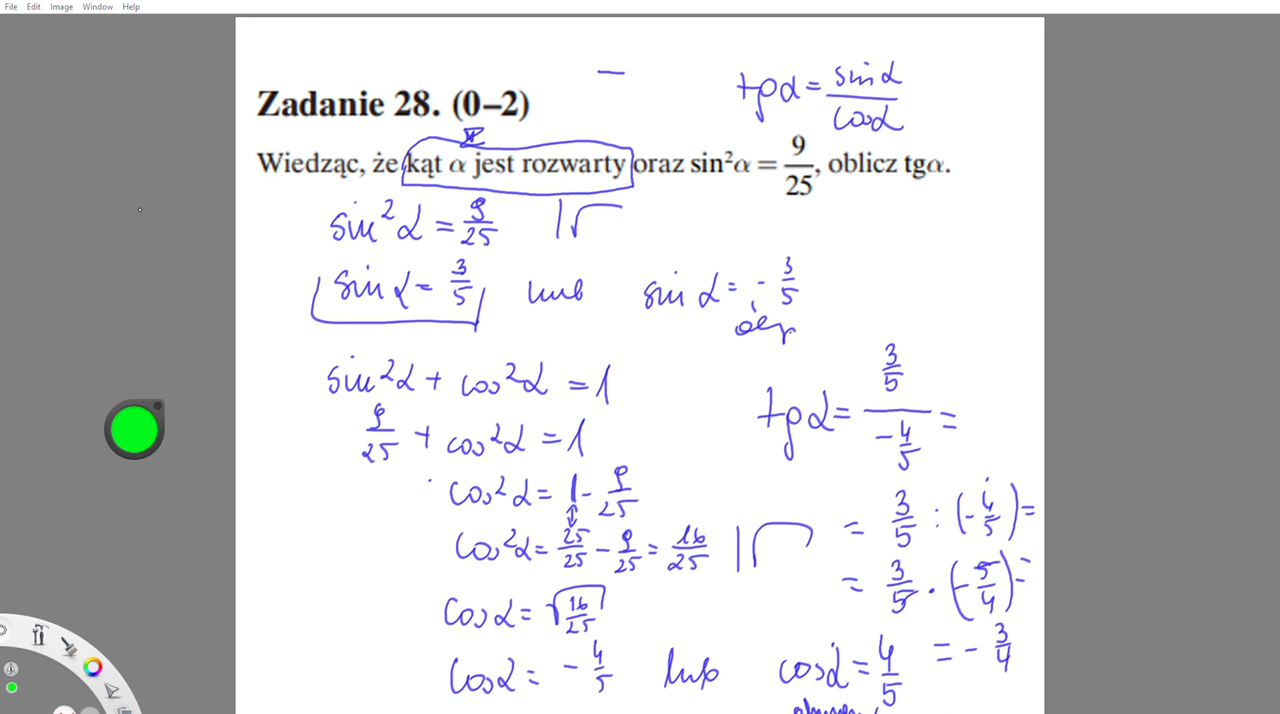 File Edit Image Window Help
Zadanie 28. (0–2)
tgα = sinα / cosα
Wiedząc, że kąt α jest rozwarty oraz sin²α = 9/25, oblicz tgα.
sin²α = 9/25 |√
sin α = 3/5 lub sin α = - 3/5
sin²α + cos²α = 1
9/25 + cos²α = 1
cos²α = 1 - 9/25
cos²α = 25/25 - 9/25 = 16/25 |√
cosα = √16/25
cosα = - 4/5 lub cosα = 4/5
tgα = 3/5 / -4/5 =
= 3/5 : (-4/5) =
= 3/5 · (-5/4) =
= - 3/4